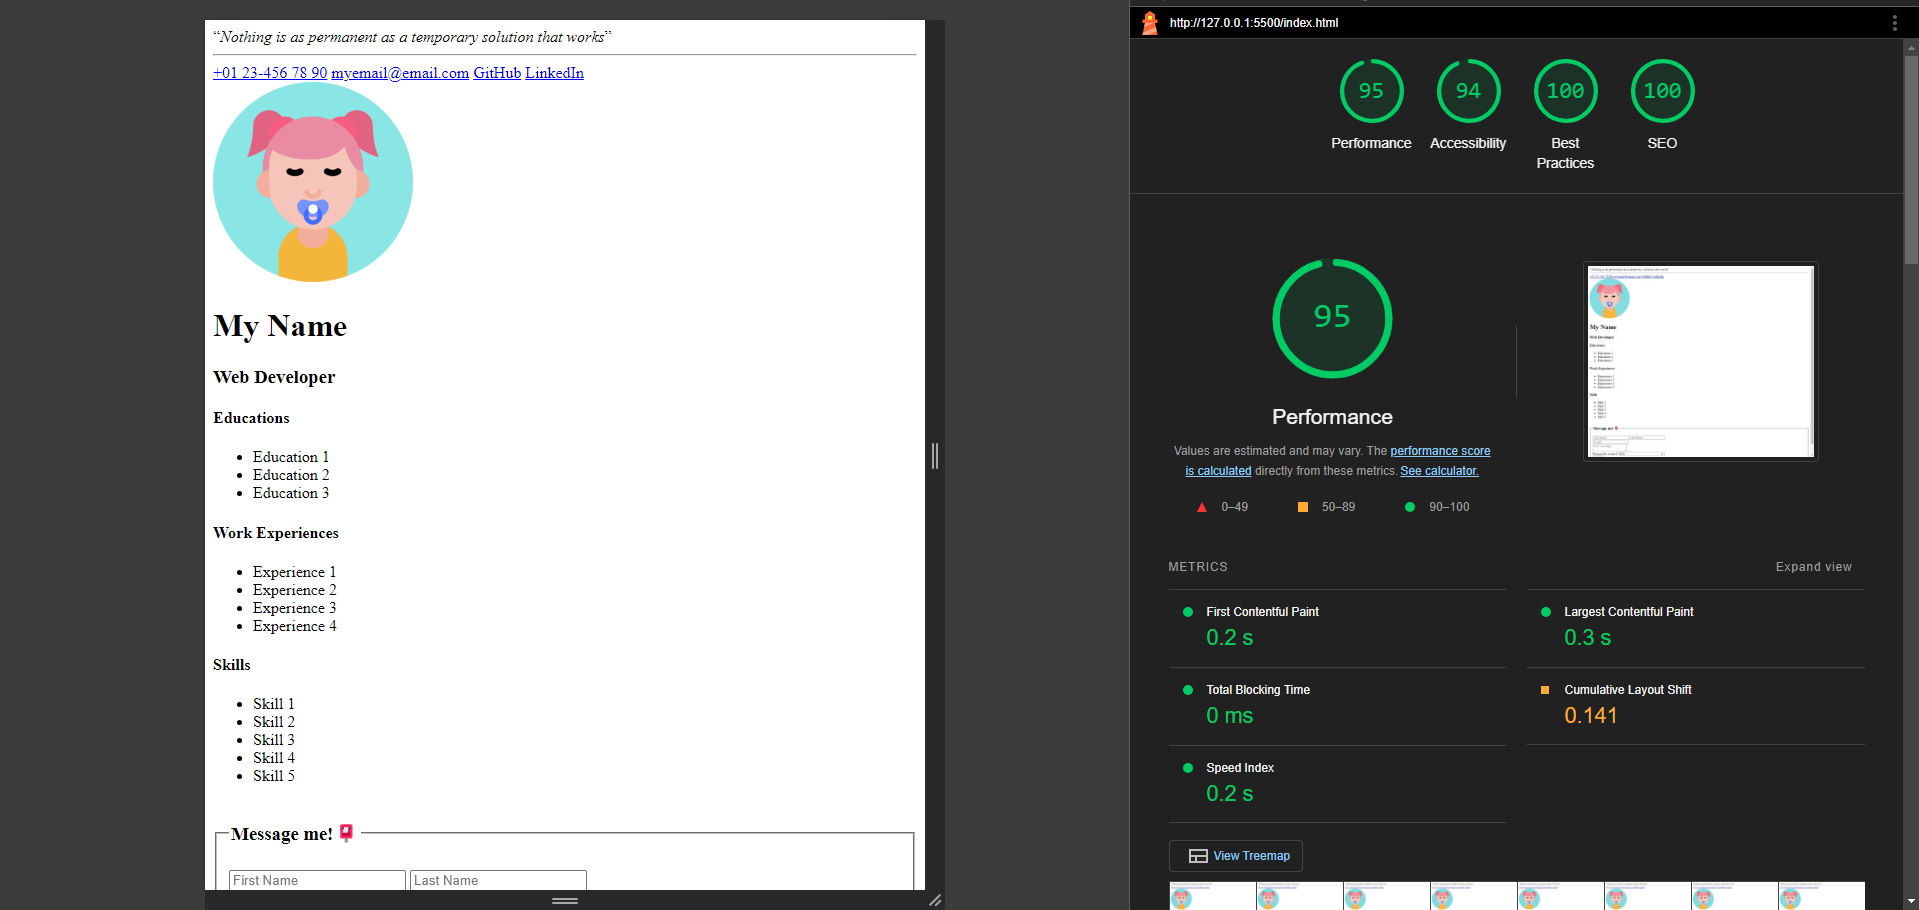 “Nothing is as permanent as a temporary solution that works”
+01 23-456 78 90 myemail@email.com GitHub LinkedIn
My Name
Web Developer
Educations
Education 1
Education 2
Education 3
Work Experiences
Experience 1
Experience 2
Experience 3
Experience 4
Skills
Skill 1
Skill 2
Skill 3
Skill 4
Skill 5
Message me!
First Name Last Name
http://127.0.0.1:5500/index.html
95 94 100 100
Performance Accessibility Best Practices SEO
95
Performance
Values are estimated and may vary. The performance score
is calculated directly from these metrics. See calculator.
0–49 50–89 90–100
METRICS Expand view
First Contentful Paint
0.2 s
Largest Contentful Paint
0.3 s
Total Blocking Time
0 ms
Cumulative Layout Shift
0.141
Speed Index
0.2 s
View Treemap